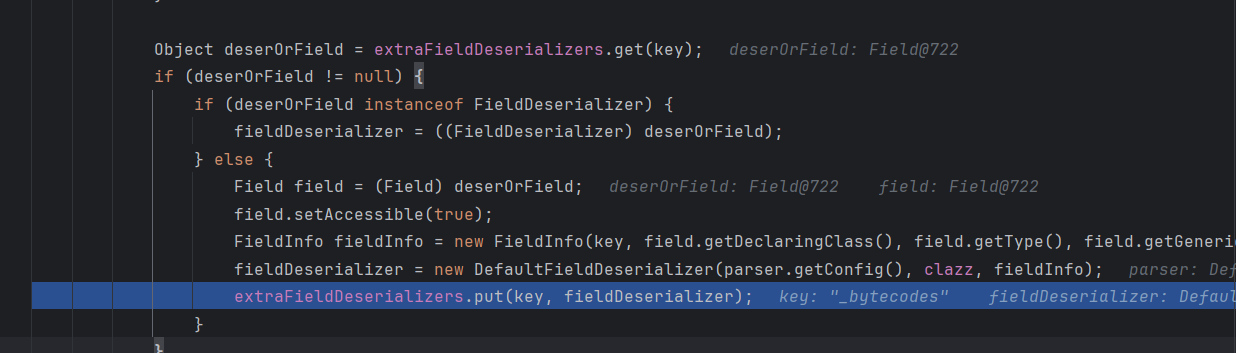 Object deserOrField = extraFieldDeserializers.get(key);   deserOrField: Field@722
if (deserOrField != null) {
if (deserOrField instanceof FieldDeserializer) {
fieldDeserializer = ((FieldDeserializer) deserOrField);
} else {
Field field = (Field) deserOrField;   deserOrField: Field@722    field: Field@722
field.setAccessible(true);
FieldInfo fieldInfo = new FieldInfo(key, field.getDeclaringClass(), field.getType(), field.getGeneri
fieldDeserializer = new DefaultFieldDeserializer(parser.getConfig(), clazz, fieldInfo);   parser: Def
extraFieldDeserializers.put(key, fieldDeserializer);   key: "_bytecodes"    fieldDeserializer: Default
}
}